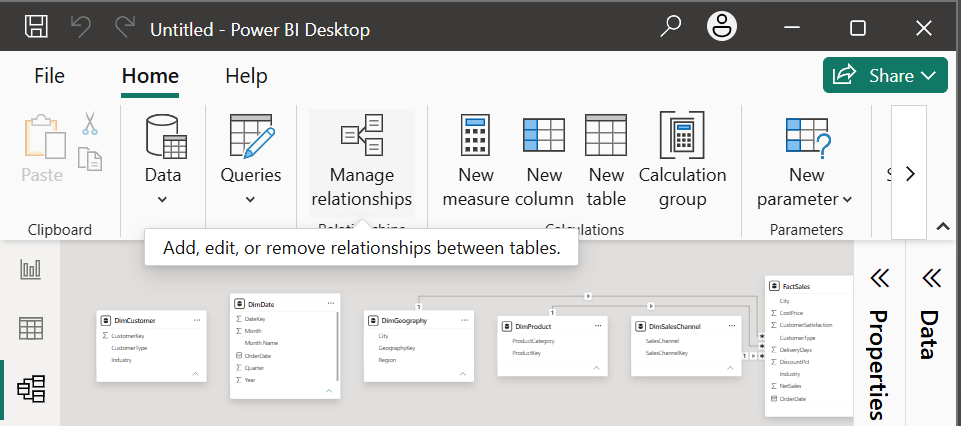 Untitled - Power BI Desktop
File Home Help Share
Paste
Data
Queries
Manage
relationships
New
measure
New
column
New
table
Calculation
group
New
parameter
Clipboard
Relationships
Calculations
Parameters
Add, edit, or remove relationships between tables.
DimCustomer
CustomerKey
CustomerType
Industry
DimDate
DateKey
Month
Month Name
OrderDate
Quarter
Year
DimGeography
City
GeographyKey
Region
1
DimProduct
ProductCategory
ProductKey
1
DimSalesChannel
SalesChannel
SalesChannelKey
1
*
*
*
FactSales
City
CostPrice
CustomerSatisfaction
CustomerType
DeliveryDays
DiscountPct
Industry
NetSales
OrderDate
Properties
Data